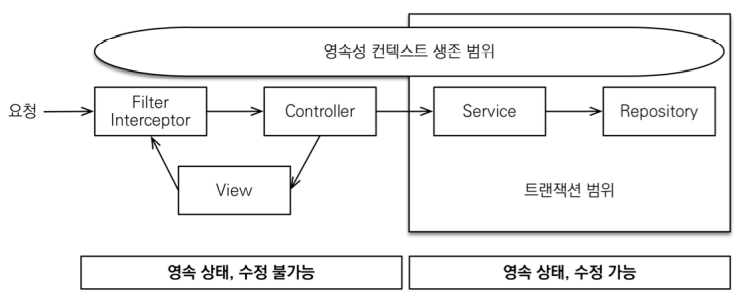 영속성 컨텍스트 생존 범위
요청
Filter
Interceptor
Controller
Service
Repository
View
트랜잭션 범위
영속 상태, 수정 불가능
영속 상태, 수정 가능